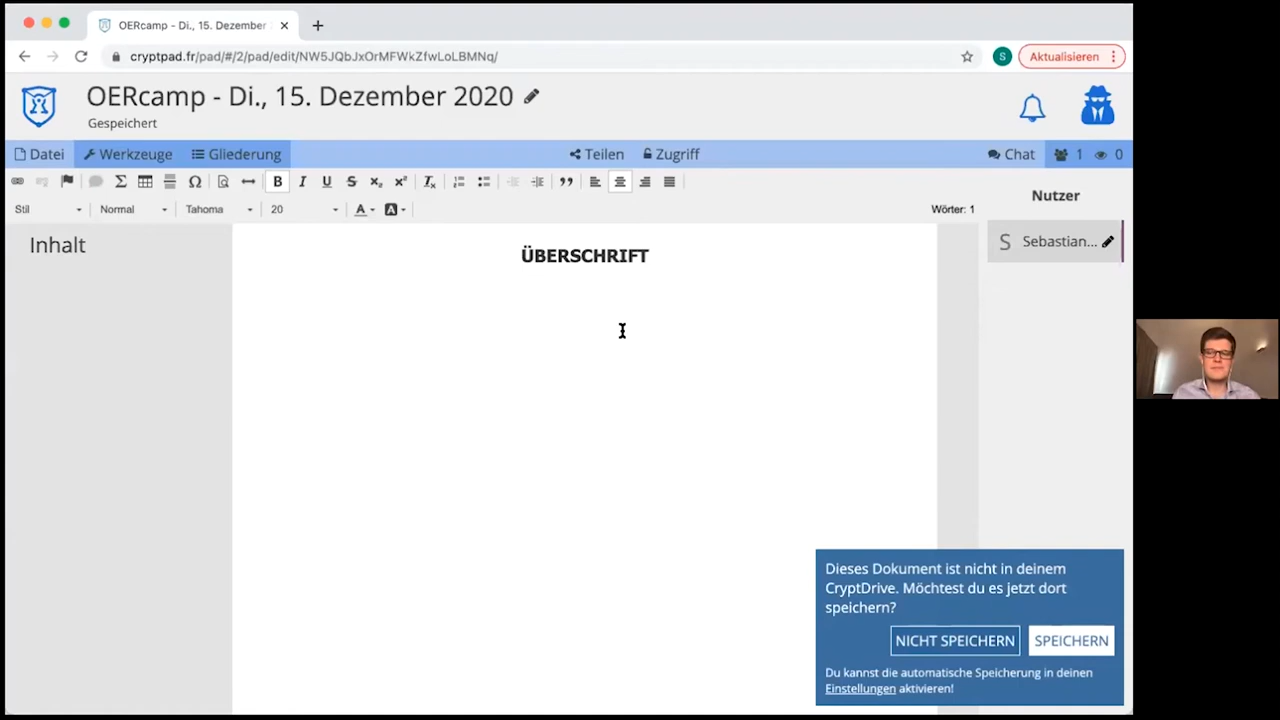 OERcamp - Di., 15. Dezember
cryptpad.fr/pad/#/2/pad/edit/NW5JQbJxOrMFWkZfwLoLBMNq/
S
Aktualisieren
OERcamp - Di., 15. Dezember 2020
Gespeichert
Datei Werkzeuge Gliederung Teilen Zugriff Chat 1 0
Stil Normal Tahoma 20 A A Wörter: 1
Nutzer
S Sebastian...
Inhalt
ÜBERSCHRIFT
Dieses Dokument ist nicht in deinem
CryptDrive. Möchtest du es jetzt dort
speichern?
NICHT SPEICHERN SPEICHERN
Du kannst die automatische Speicherung in deinen
Einstellungen aktivieren!